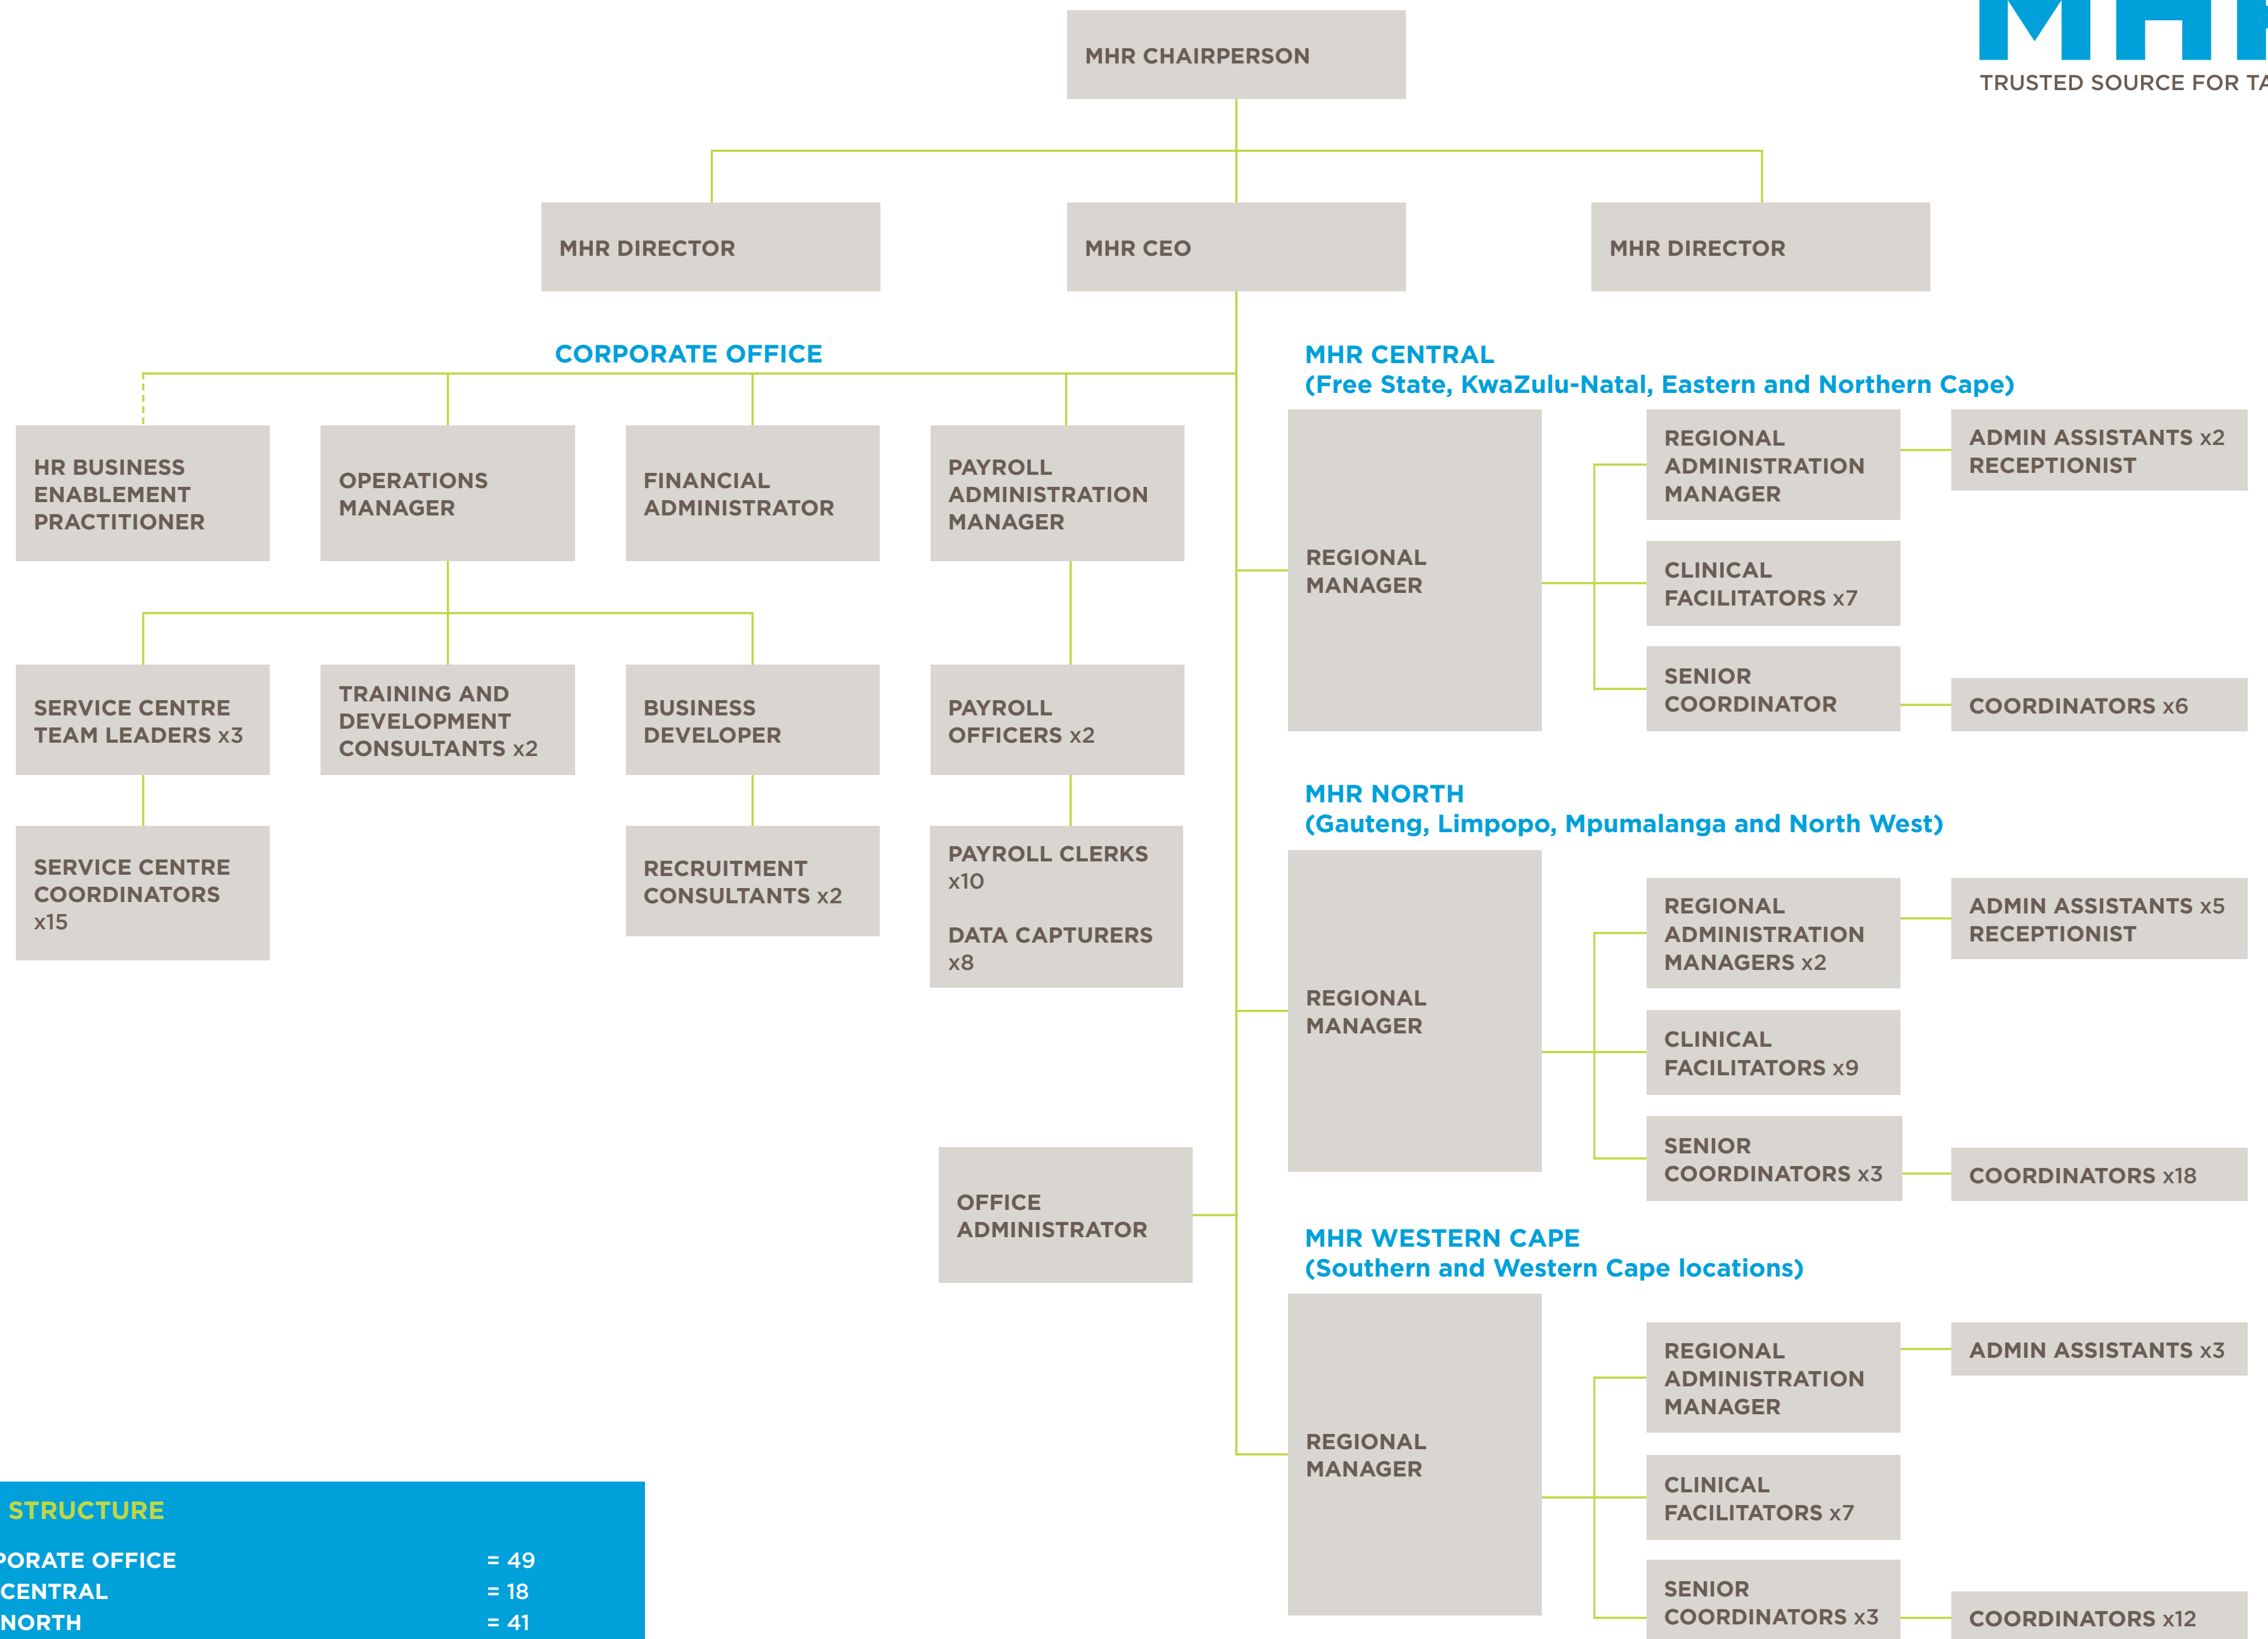 MHR
TRUSTED SOURCE FOR
MHR CHAIRPERSON
MHR DIRECTOR
MHR CEO
MHR DIRECTOR
CORPORATE OFFICE
HR BUSINESS
ENABLEMENT
PRACTITIONER
OPERATIONS
MANAGER
FINANCIAL
ADMINISTRATOR
PAYROLL
ADMINISTRATION
MANAGER
SERVICE CENTRE
TEAM LEADERS x3
TRAINING AND
DEVELOPMENT
CONSULTANTS x2
BUSINESS
DEVELOPER
PAYROLL
OFFICERS x2
SERVICE CENTRE
COORDINATORS
x15
RECRUITMENT
CONSULTANTS x2
PAYROLL CLERKS
x10
DATA CAPTURERS
x8
OFFICE
ADMINISTRATOR
MHR CENTRAL
(Free State, KwaZulu-Natal, Eastern and Northern Cape)
REGIONAL
MANAGER
REGIONAL
ADMINISTRATION
MANAGER
ADMIN ASSISTANTS x2
RECEPTIONIST
CLINICAL
FACILITATORS x7
SENIOR
COORDINATOR
COORDINATORS x6
MHR NORTH
(Gauteng, Limpopo, Mpumalanga and North West)
REGIONAL
MANAGER
REGIONAL
ADMINISTRATION
MANAGERS x2
ADMIN ASSISTANTS x5
RECEPTIONIST
CLINICAL
FACILITATORS x9
SENIOR
COORDINATORS x3
COORDINATORS x18
MHR WESTERN CAPE
(Southern and Western Cape locations)
REGIONAL
MANAGER
REGIONAL
ADMINISTRATION
MANAGER
ADMIN ASSISTANTS x3
CLINICAL
FACILITATORS x7
SENIOR
COORDINATORS x3
COORDINATORS x12
STRUCTURE
PORATE OFFICE = 49
CENTRAL = 18
NORTH = 41